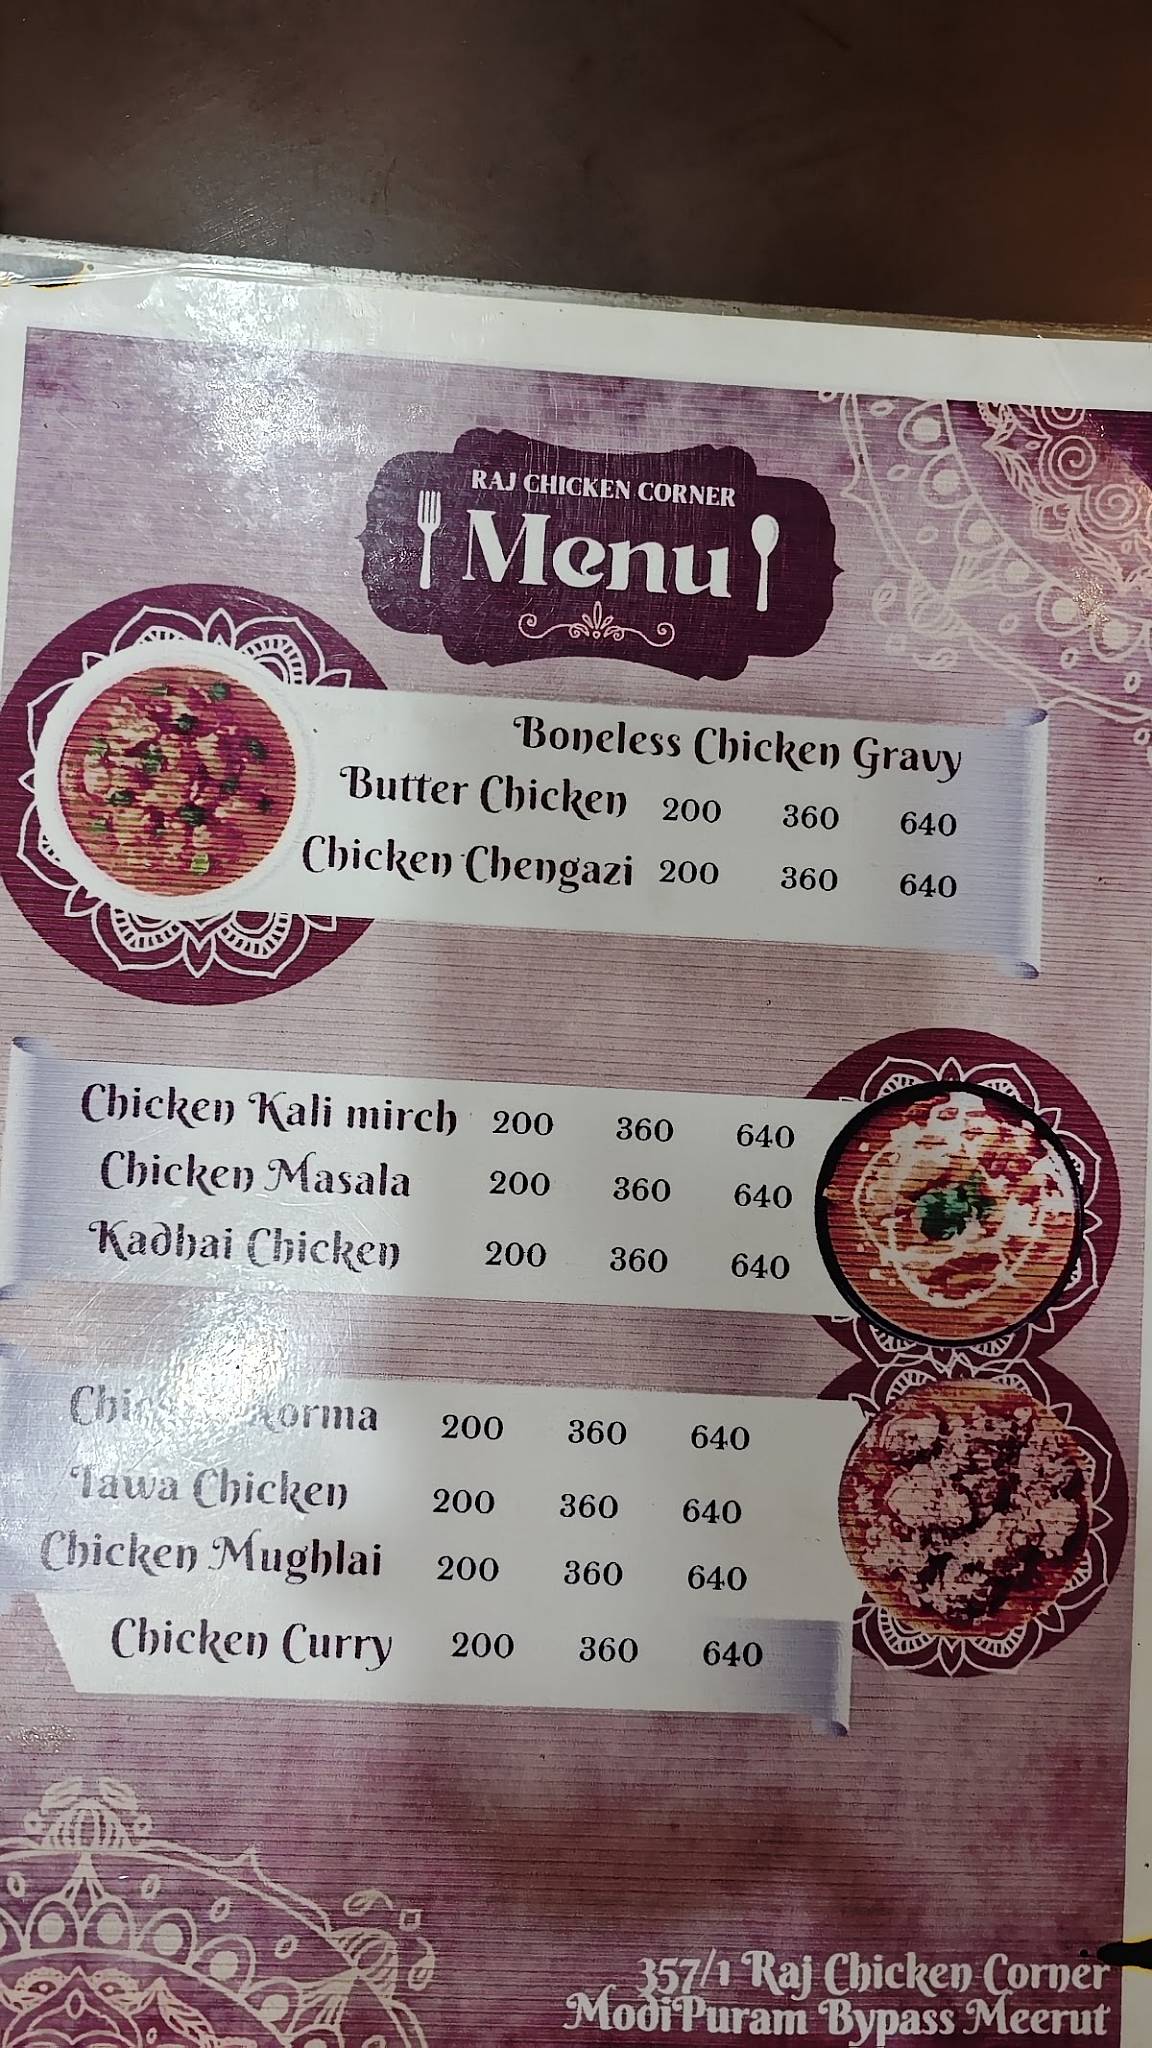 RAJ CHICKEN CORNER
Menu
Boneless Chicken Gravy
Butter Chicken 200 360 640
Chicken Chengazi 200 360 640
Chicken Kali mirch 200 360 640
Chicken Masala 200 360 640
Kadhai Chicken 200 360 640
Chicken Korma 200 360 640
Tawa Chicken 200 360 640
Chicken Mughlai 200 360 640
Chicken Curry 200 360 640
357/1 Raj Chicken Corner
ModiPuram Bypass Meerut